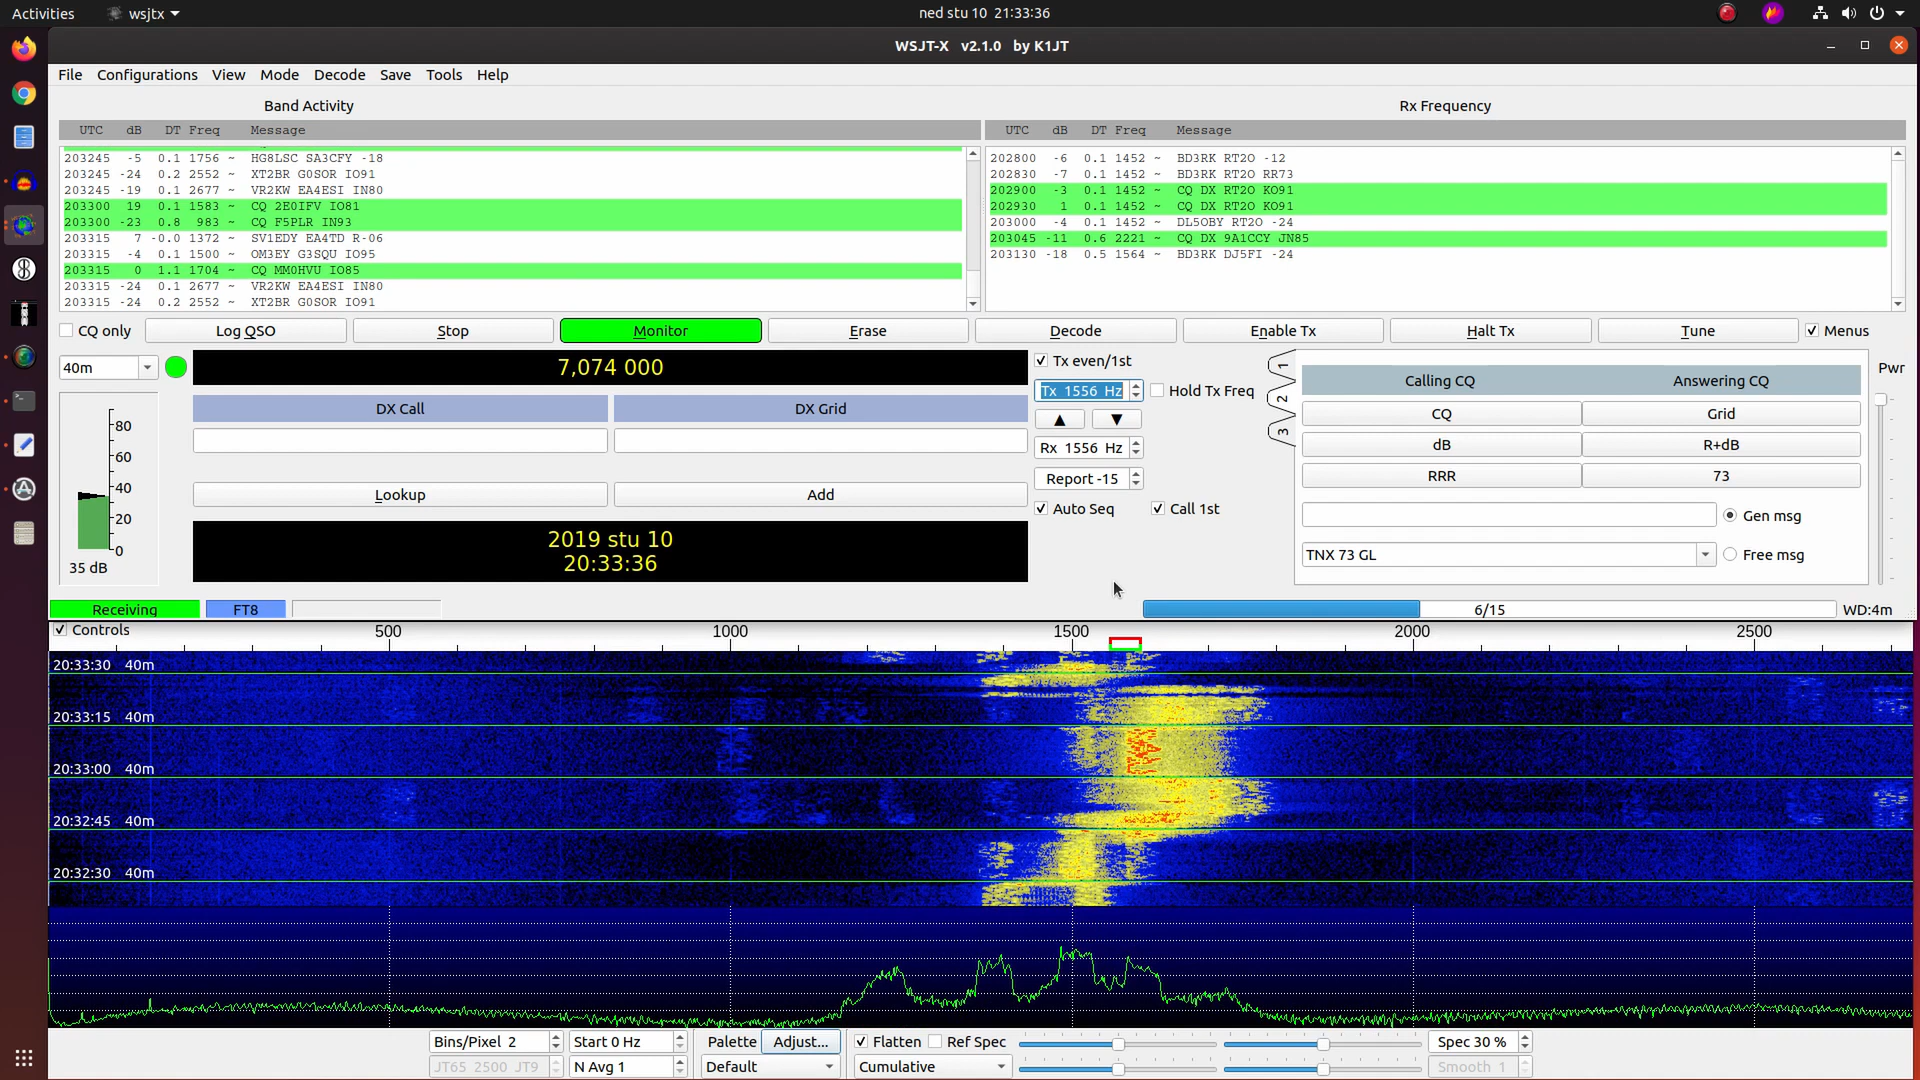 Activities wsjtx ned stu 10 21:33:36
WSJT-X v2.1.0 by K1JT
File Configurations View Mode Decode Save Tools Help
Band Activity
UTC dB DT Freq Message
203245 -5 0.1 1756 ~ HG8LSC SA3CFY -18
203245 -24 0.2 2552 ~ XT2BR G0SOR IO91
203245 -19 0.1 2677 ~ VR2KW EA4ESI IN80
203300 19 0.1 1583 ~ CQ 2E0IFV IO81
203300 -23 0.8 983 ~ CQ F5PLR IN93
203315 7 -0.0 1372 ~ SV1EDY EA4TD R-06
203315 -4 0.1 1500 ~ OM3EY G3SQU IO95
203315 0 1.1 1704 ~ CQ MM0HVU IO85
203315 -24 0.1 2677 ~ VR2KW EA4ESI IN80
203315 -24 0.2 2552 ~ XT2BR G0SOR IO91
Rx Frequency
UTC dB DT Freq Message
202800 -6 0.1 1452 ~ BD3RK RT2O -12
202830 -7 0.1 1452 ~ BD3RK RT2O RR73
202900 -3 0.1 1452 ~ CQ DX RT2O KO91
202930 1 0.1 1452 ~ CQ DX RT2O KO91
203000 -4 0.1 1452 ~ DL5OBY RT2O -24
203045 -11 0.6 2221 ~ CQ DX 9A1CCY JN85
203130 -18 0.5 1564 ~ BD3RK DJ5FI -24
CQ only Log QSO Stop Monitor Erase Decode Enable Tx Halt Tx Tune Menus
40m 7,074 000
DX Call DX Grid
Lookup Add
2019 stu 10
20:33:36
80
60
40
20
0
35 dB
Tx even/1st
Tx 1556 Hz Hold Tx Freq
▲ ▼
Rx 1556 Hz
Report -15
Auto Seq Call 1st
1
2
3
Calling CQ Answering CQ
CQ Grid
dB R+dB
RRR 73
Gen msg
TNX 73 GL Free msg
Pwr
Receiving FT8 6/15 WD:4m
Controls 500 1000 1500 2000 2500
20:33:30 40m
20:33:15 40m
20:33:00 40m
20:32:45 40m
20:32:30 40m
Bins/Pixel 2 Start 0 Hz Palette Adjust... Flatten Ref Spec Spec 30 %
JT65 2500 JT9 N Avg 1 Default Cumulative Smooth 1